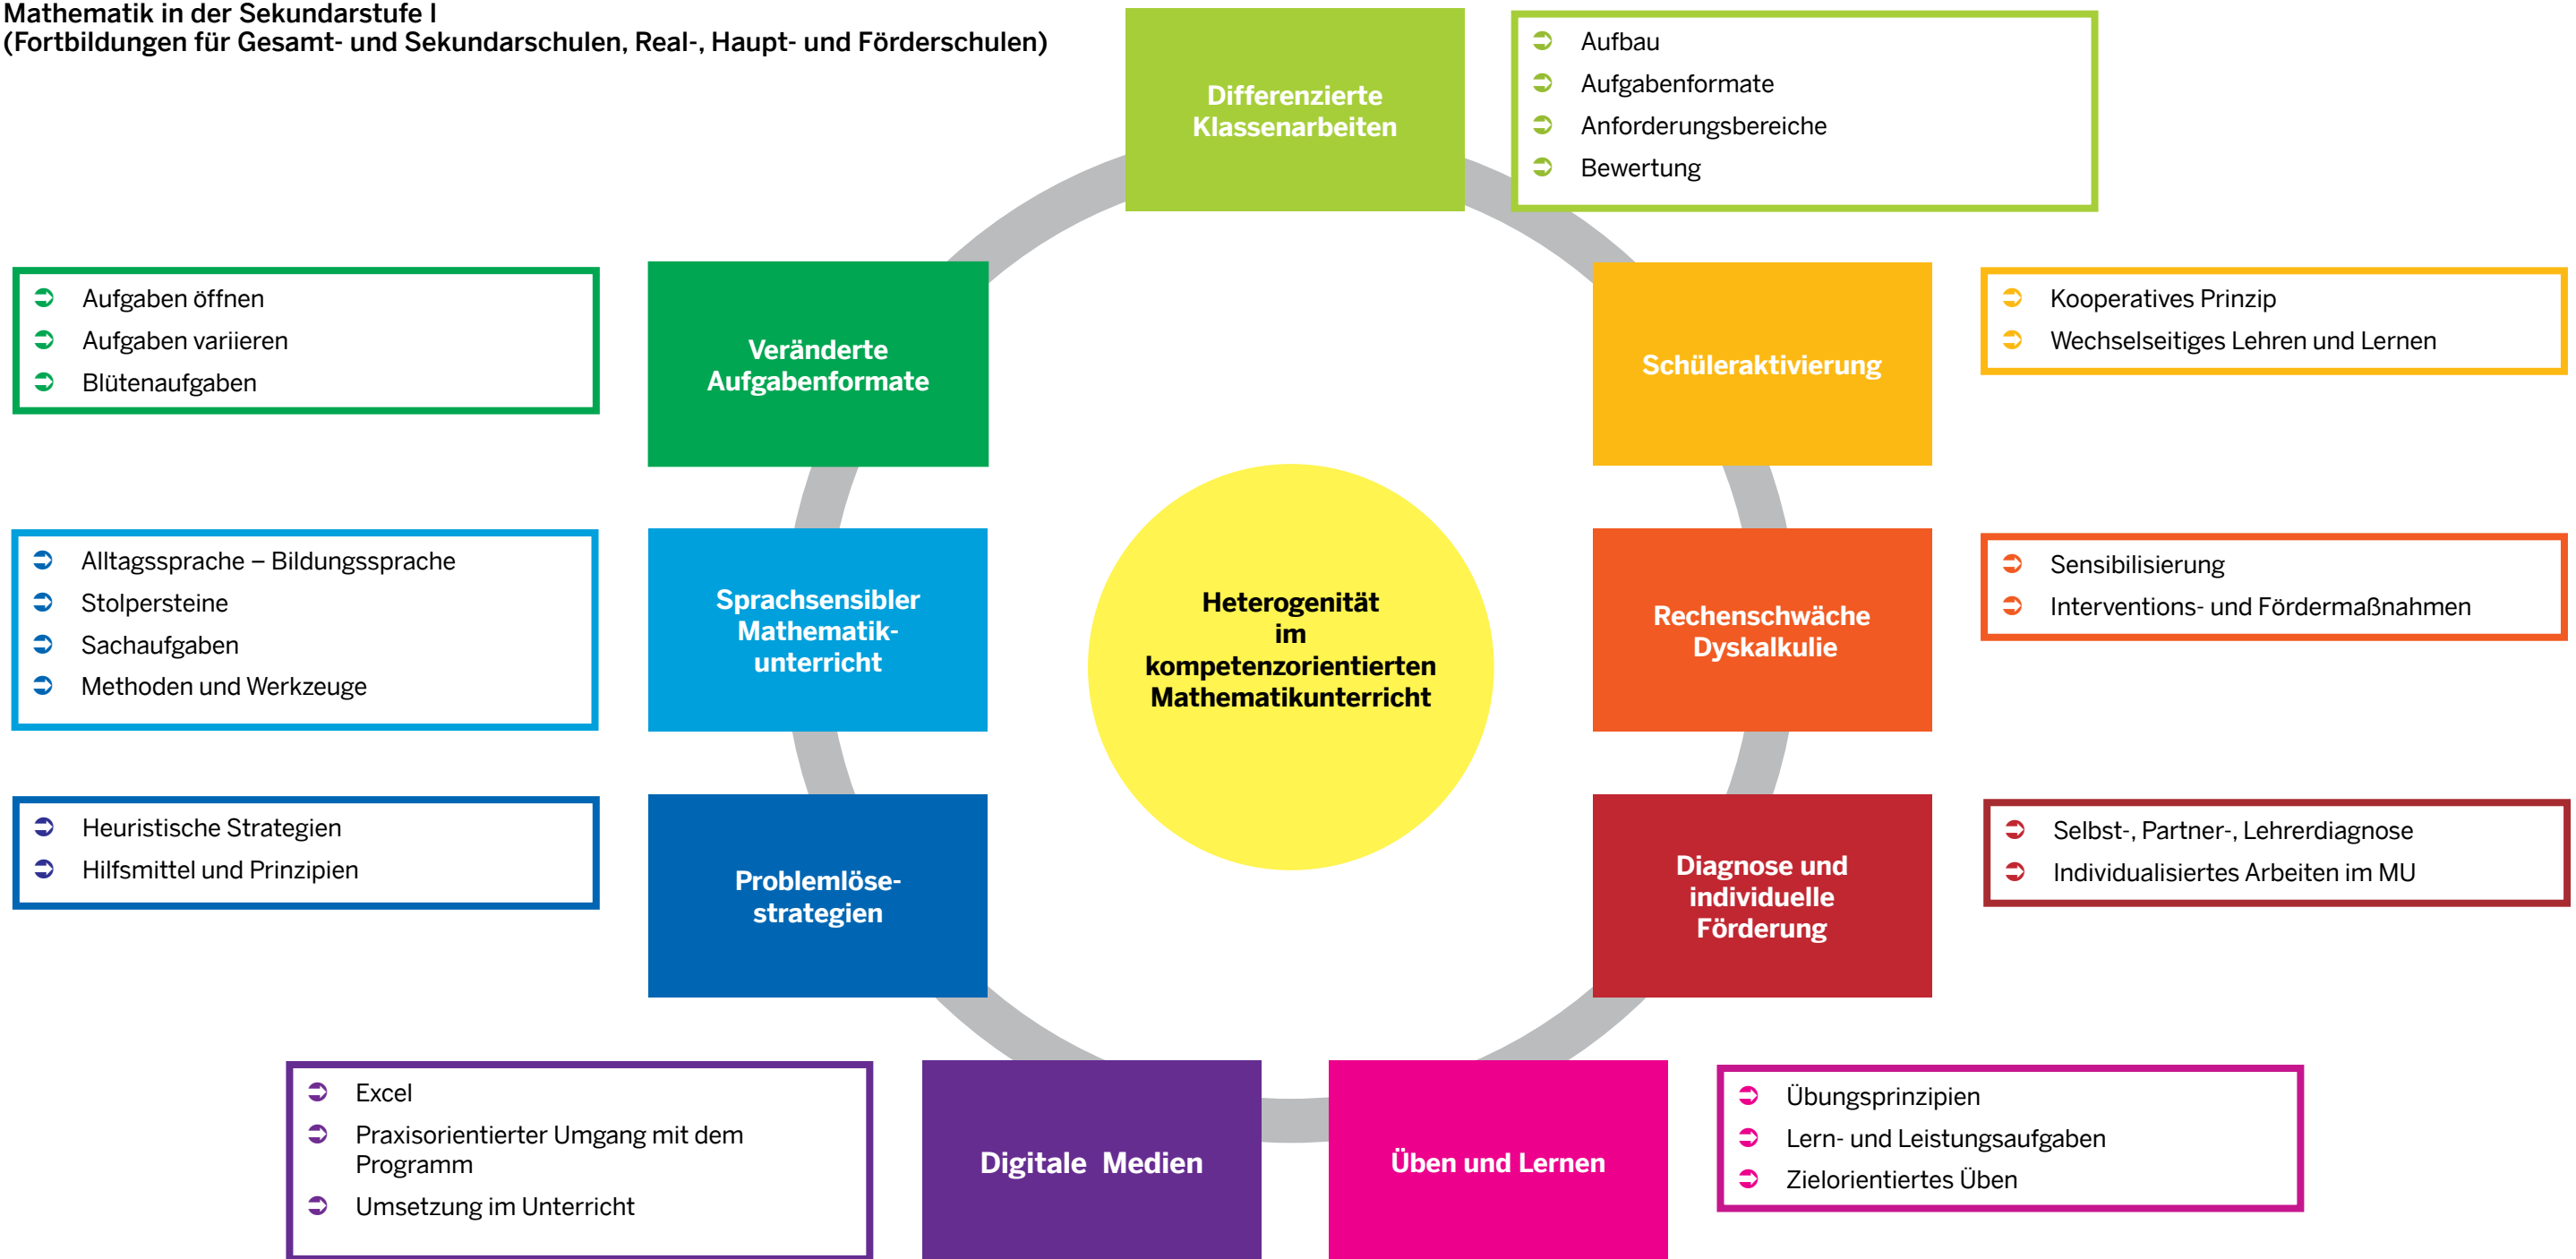 Mathematik in der Sekundarstufe I
(Fortbildungen für Gesamt- und Sekundarschulen, Real-, Haupt- und Förderschulen)
Differenzierte
Klassenarbeiten
Aufbau
Aufgabenformate
Anforderungsbereiche
Bewertung
Aufgaben öffnen
Aufgaben variieren
Blütenaufgaben
Veränderte
Aufgabenformate
Schüleraktivierung
Kooperatives Prinzip
Wechselseitiges Lehren und Lernen
Alltagssprache – Bildungssprache
Stolpersteine
Sachaufgaben
Methoden und Werkzeuge
Sprachsensibler
Mathematik-
unterricht
Heterogenität
im
kompetenzorientierten
Mathematikunterricht
Rechenschwäche
Dyskalkulie
Sensibilisierung
Interventions- und Fördermaßnahmen
Heuristische Strategien
Hilfsmittel und Prinzipien
Problemlöse-
strategien
Diagnose und
individuelle
Förderung
Selbst-, Partner-, Lehrerdiagnose
Individualisiertes Arbeiten im MU
Excel
Praxisorientierter Umgang mit dem
Programm
Umsetzung im Unterricht
Digitale Medien
Üben und Lernen
Übungsprinzipien
Lern- und Leistungsaufgaben
Zielorientiertes Üben